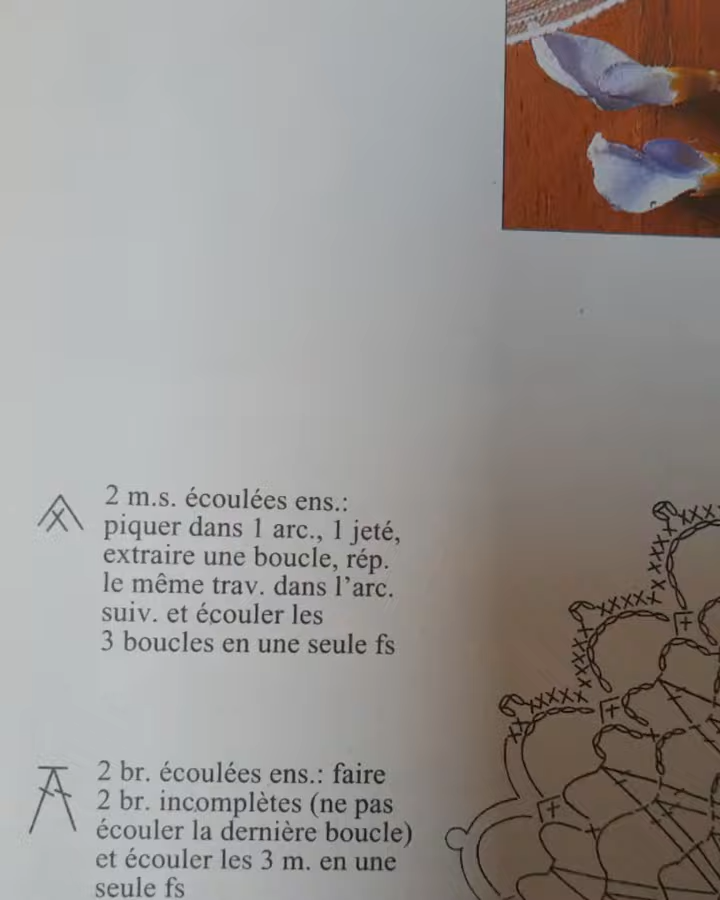 2 m.s. écoulées ens.:
piquer dans 1 arc., 1 jeté,
extraire une boucle, rép.
le même trav. dans l'arc.
suiv. et écouler les
3 boucles en une seule fs
2 br. écoulées ens.: faire
2 br. incomplètes (ne pas
écouler la dernière boucle)
et écouler les 3 m. en une
seule fs